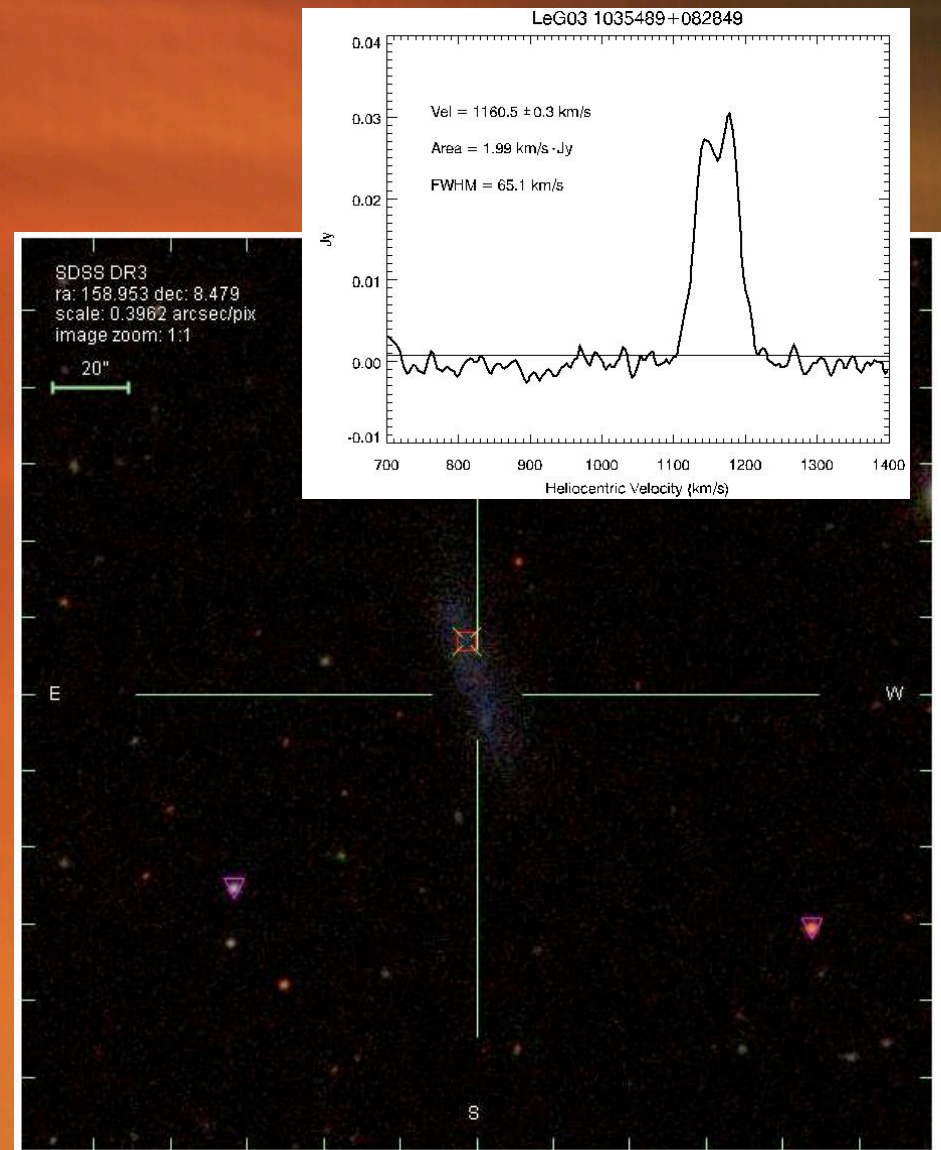 LeG03 1035489+082849
0.04
0.03
0.02
0.01
0.00
-0.01
Jy
Vel = 1160.5 ±0.3 km/s
Area = 1.99 km/s-Jy
FWHM = 65.1 km/s
700 800 900 1000 1100 1200 1300 1400
Heliocentric Velocity (km/s)
SDSS DR3
ra: 158.953 dec: 8.479
scale: 0.3962 arcsec/pix
image zoom: 1:1
20"
E
W
S